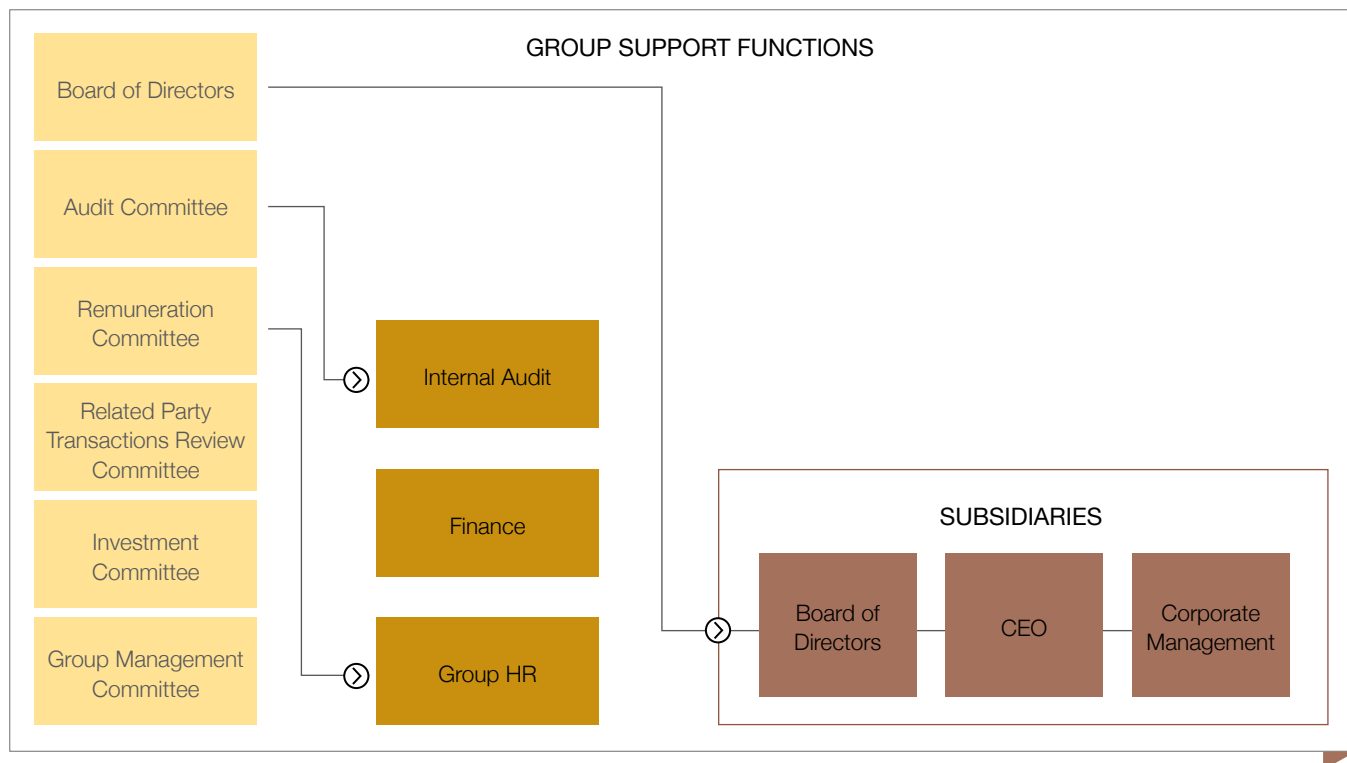 GROUP SUPPORT FUNCTIONS
Board of Directors
Audit Committee
Remuneration
Committee
Related Party
Transactions Review
Committee
Investment
Committee
Group Management
Committee
Internal Audit
Finance
Group HR
SUBSIDIARIES
Board of
Directors
CEO
Corporate
Management